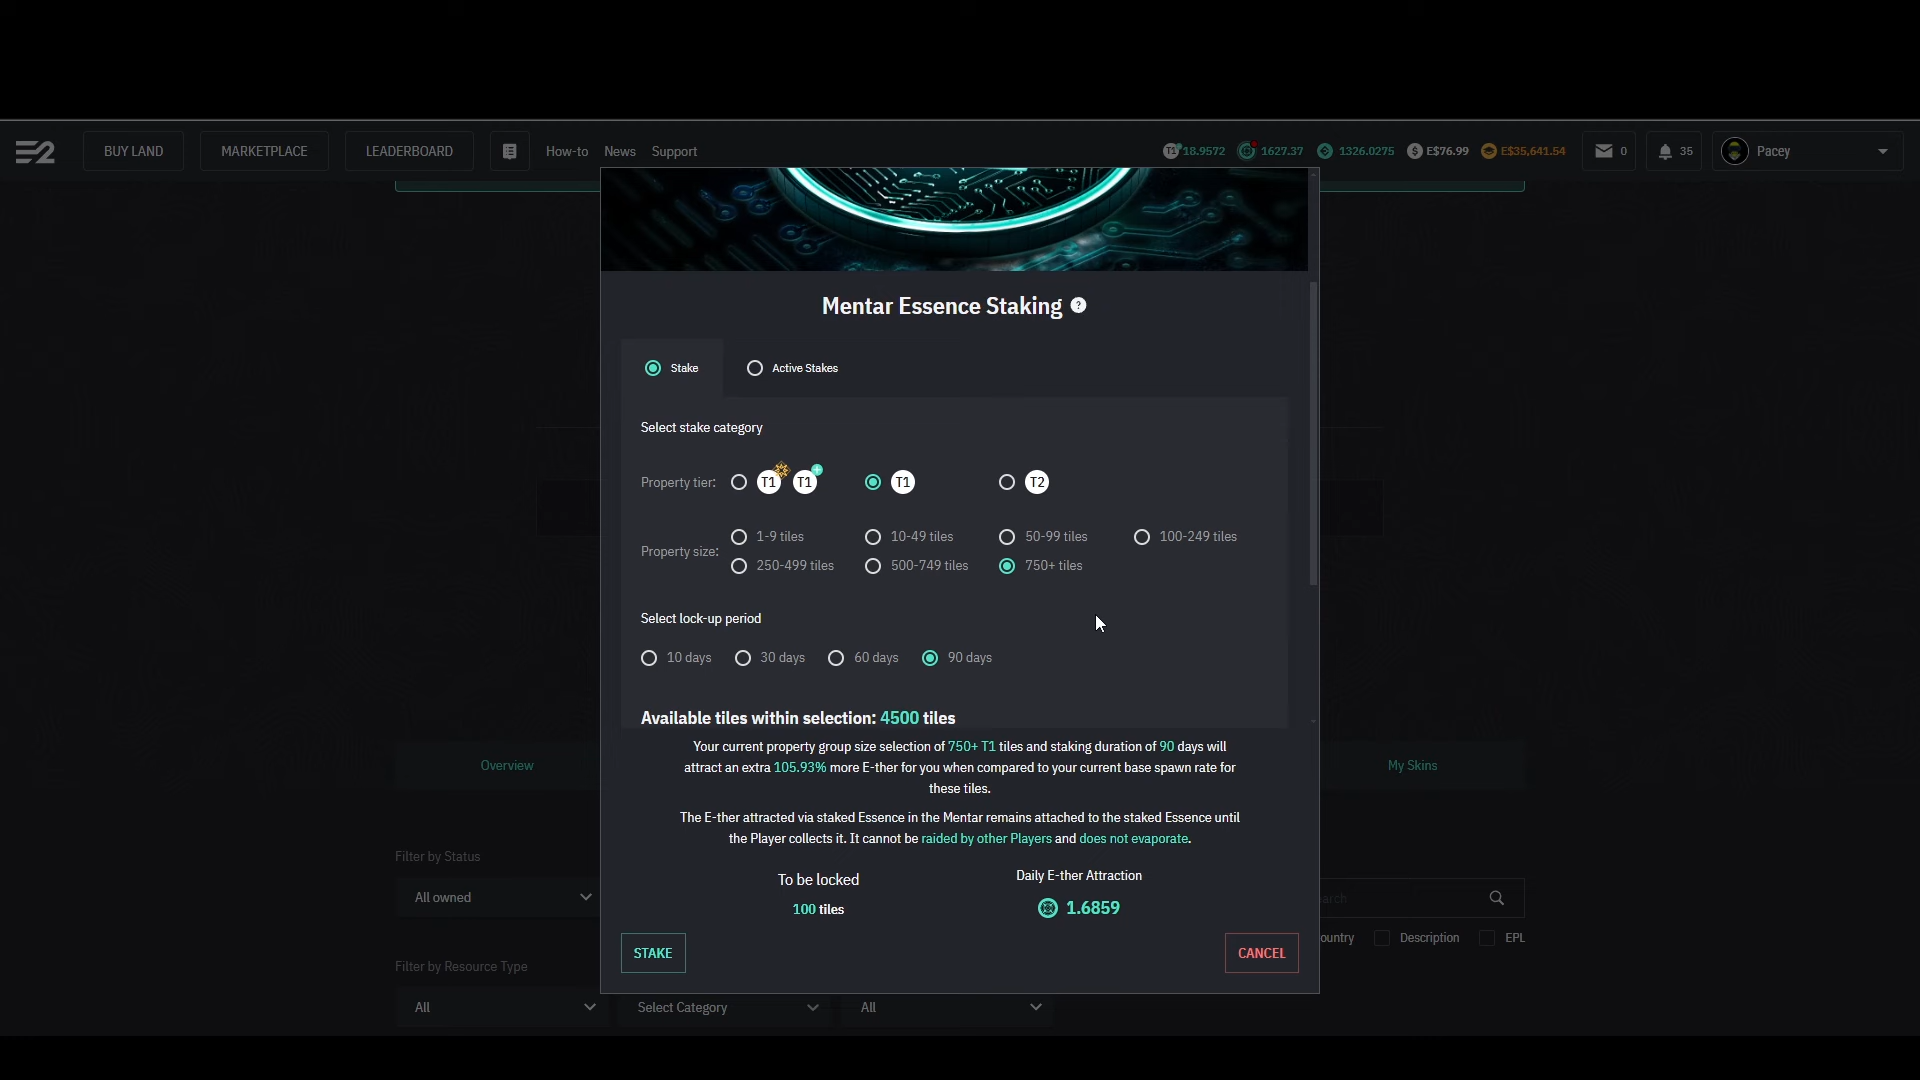 BUY LAND
MARKETPLACE
LEADERBOARD
How-to
News
Support
T1 18.9572
1627.37
1326.0275
E$76.99
E$35,641.54
0
35
Pacey
Mentar Essence Staking ?
Stake
Active Stakes
Select stake category
Property tier:
T1
T1
T1
T2
Property size:
1-9 tiles
10-49 tiles
50-99 tiles
100-249 tiles
250-499 tiles
500-749 tiles
750+ tiles
Select lock-up period
10 days
30 days
60 days
90 days
Available tiles within selection: 4500 tiles
Your current property group size selection of 750+ T1 tiles and staking duration of 90 days will
attract an extra 105.93% more E-ther for you when compared to your current base spawn rate for
these tiles.
The E-ther attracted via staked Essence in the Mentar remains attached to the staked Essence until
the Player collects it. It cannot be raided by other Players and does not evaporate.
To be locked
100 tiles
Daily E-ther Attraction
1.6859
STAKE
CANCEL
Overview
My Skins
Filter by Status
All owned
arch
ountry
Description
EPL
Filter by Resource Type
All
Select Category
All